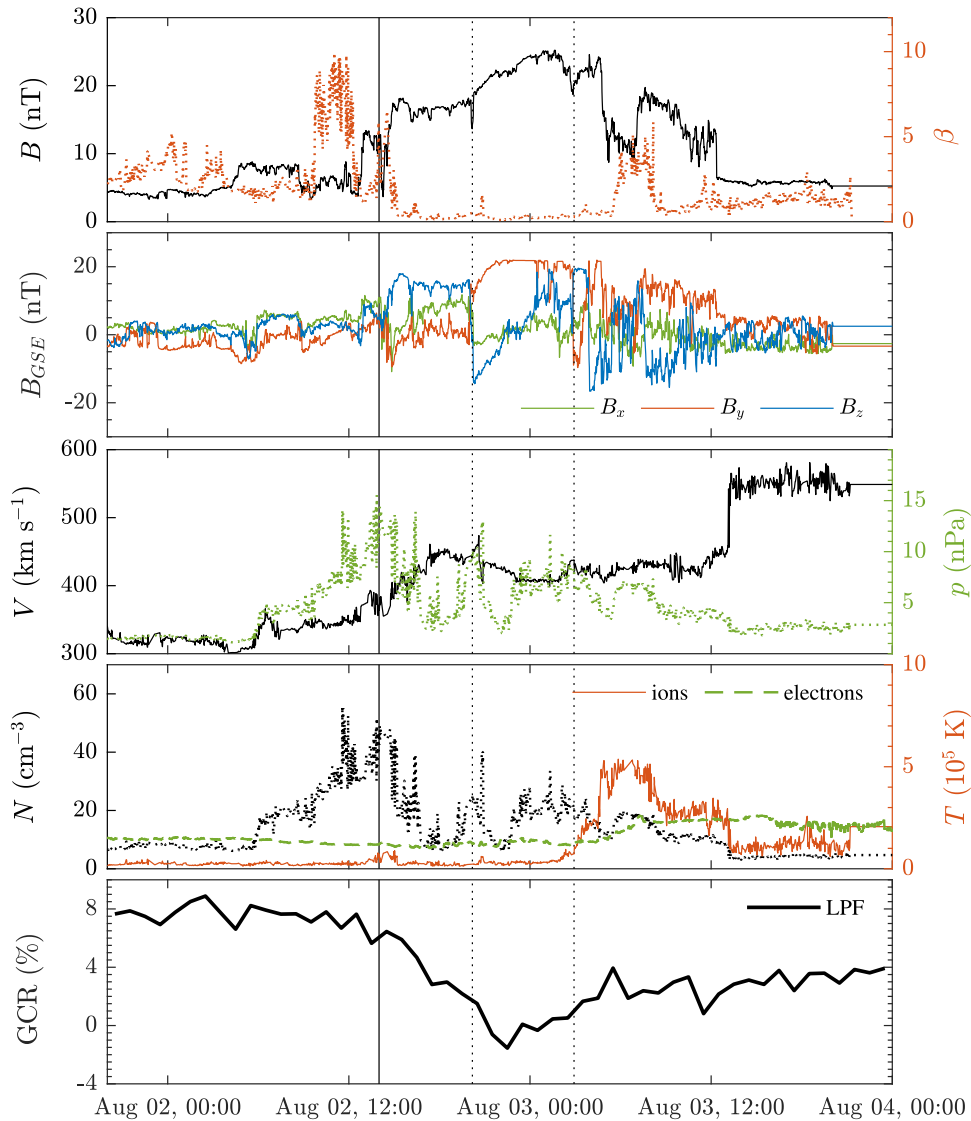 30
20
10
0
B (nT)
10
5
0
β
20
0
-20
B_GSE (nT)
B_x B_y B_z
600
500
400
300
V (km s⁻¹)
15
10
5
p (nPa)
60
40
20
0
N (cm⁻³)
ions electrons
10
5
0
T (10⁵ K)
8
4
0
-4
GCR (%)
LPF
Aug 02, 00:00 Aug 02, 12:00 Aug 03, 00:00 Aug 03, 12:00 Aug 04, 00:00